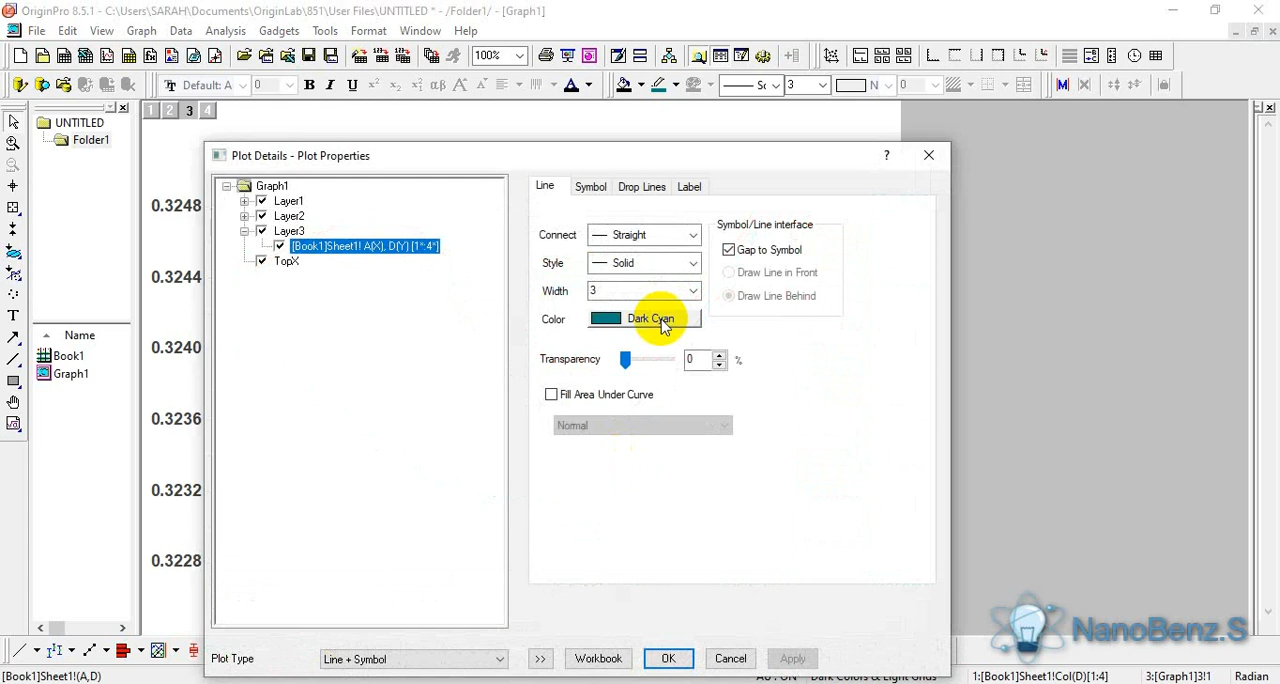 OriginPro 8.5.1 - C:\Users\SARAH\Documents\OriginLab\851\User Files\UNTITLED * - /Folder1/ - [Graph1]
File Edit View Graph Data Analysis Gadgets Tools Format Window Help
100%
Default: A 0 B I U Sc 3 N 0
UNTITLED
Folder1
1 2 3 4
Plot Details - Plot Properties
Graph1
Layer1
Layer2
Layer3
[Book1]Sheet1! A(X), D(Y) [1*:4*]
TopX
Line Symbol Drop Lines Label
Connect Straight
Style Solid
Width 3
Color Dark Cyan
Symbol/Line interface
Gap to Symbol
Draw Line in Front
Draw Line Behind
Transparency 0 %
Fill Area Under Curve
Normal
0.3248
0.3244
0.3240
0.3236
0.3232
0.3228
Name
Book1
Graph1
Plot Type Line + Symbol >> Workbook OK Cancel Apply
NanoBenz.S
[Book1]Sheet1!(A,D) AU : ON Dark Colors & Light Grids 1:[Book1]Sheet1!Col(D)[1:4] 3:[Graph1]3!1 Radian